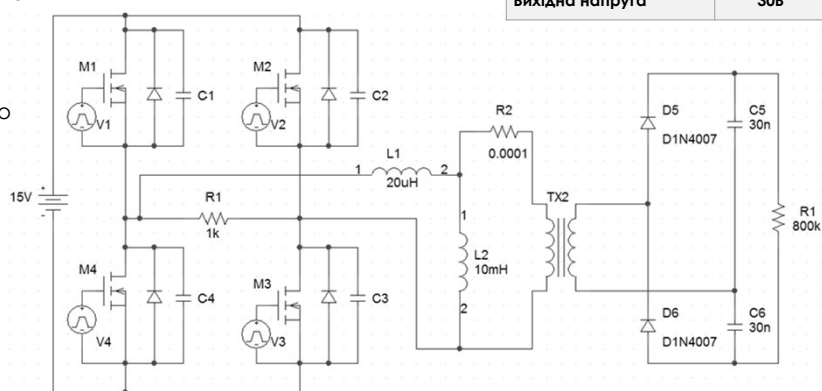 Вихідна напруга 30В
о
M1
V1
C1
M2
V2
C2
15V
R1
1k
1 L1 2
20uH
R2
0.0001
1
L2
10mH
2
TX2
D5
D1N4007
C5
30n
R1
800k
D6
D1N4007
C6
30n
M4
V4
C4
M3
V3
C3